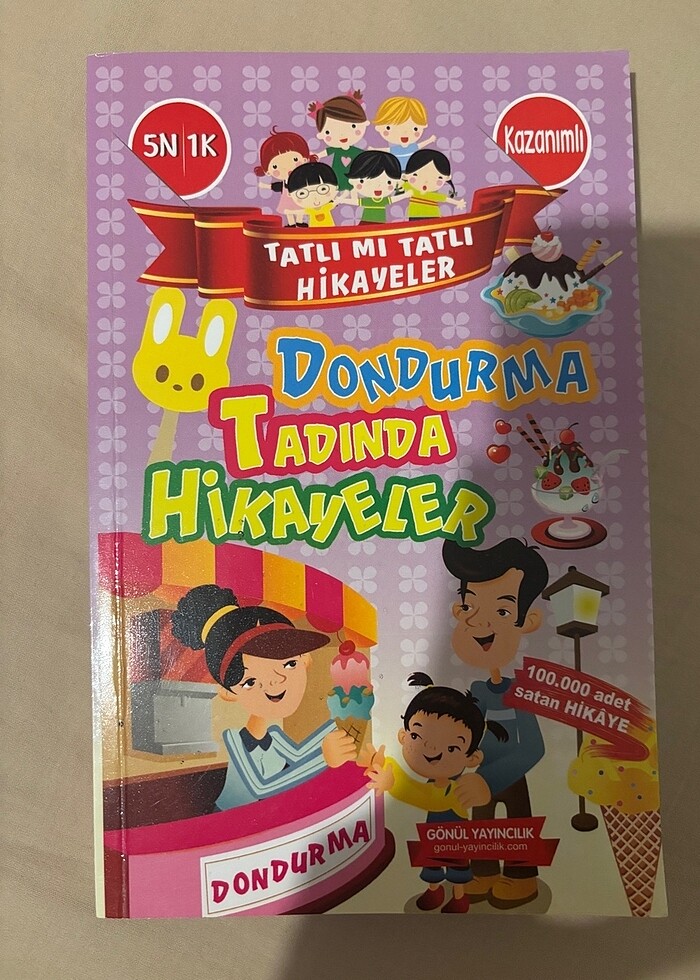 5N 1K
Kazanımlı
TATLI MI TATLI
HİKAYELER
DONDURMA
TADINDA
HİKAYELER
100.000 adet
satan HİKÂYE
GÖNÜL YAYINCILIK
gonul-yayincilik.com
DONDURMA